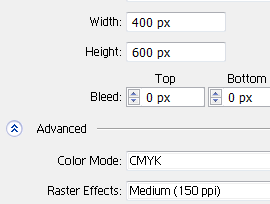 Width: 400 px
Height: 600 px
Top Bottom
Bleed: 0 px 0 px
Advanced
Color Mode: CMYK
Raster Effects: Medium (150 ppi)